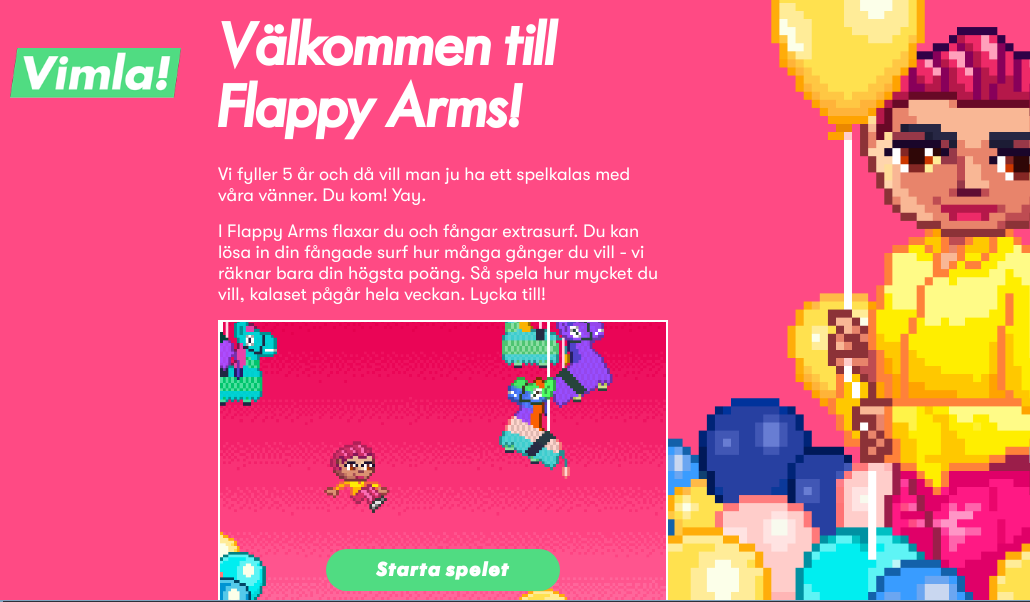 Vimla!
Välkommen till
Flappy Arms!
Vi fyller 5 år och då vill man ju ha ett spelkalas med
våra vänner. Du kom! Yay.
I Flappy Arms flaxar du och fångar extrasurf. Du kan
lösa in din fångade surf hur många gånger du vill - vi
räknar bara din högsta poäng. Så spela hur mycket du
vill, kalaset pågår hela veckan. Lycka till!
Starta spelet